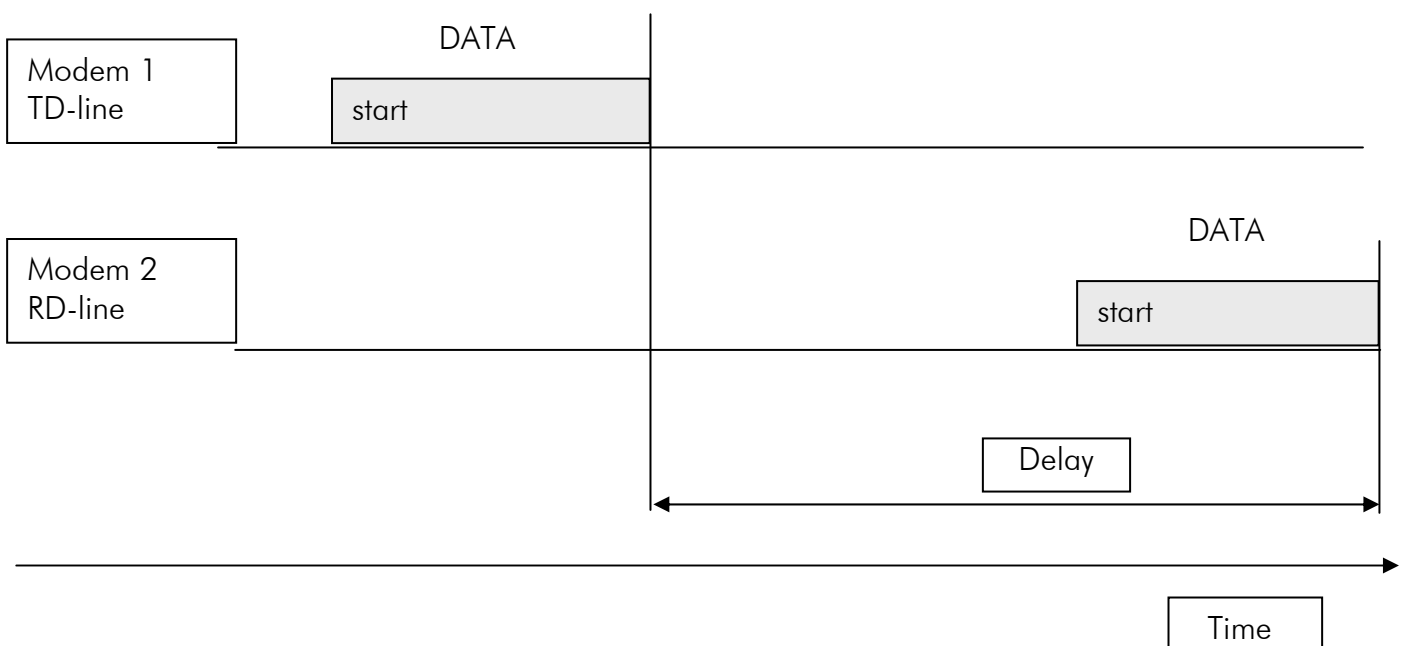 DATA
Modem 1
TD-line
start
DATA
Modem 2
RD-line
start
Delay
Time